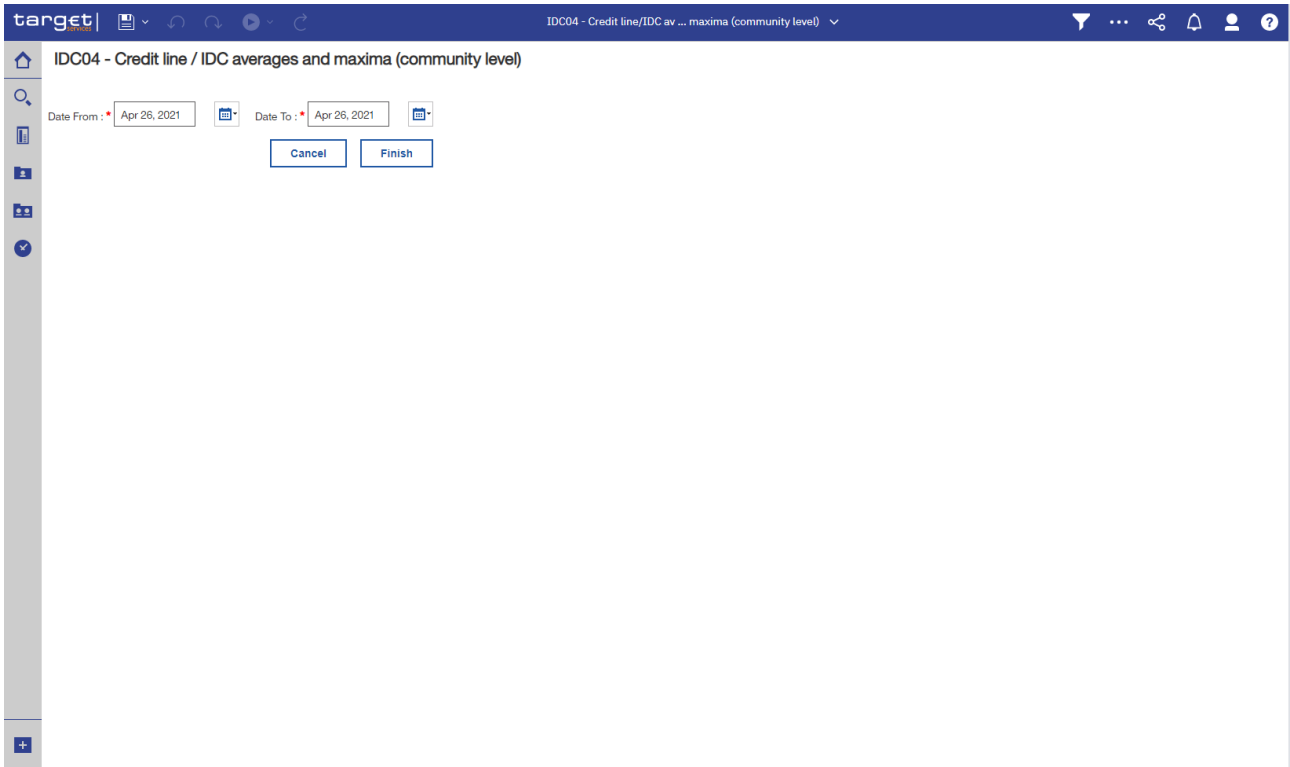 target services
IDC04 - Credit line/IDC av ... maxima (community level)
IDC04 - Credit line / IDC averages and maxima (community level)
Date From : * Apr 26, 2021 Date To : * Apr 26, 2021
Cancel Finish